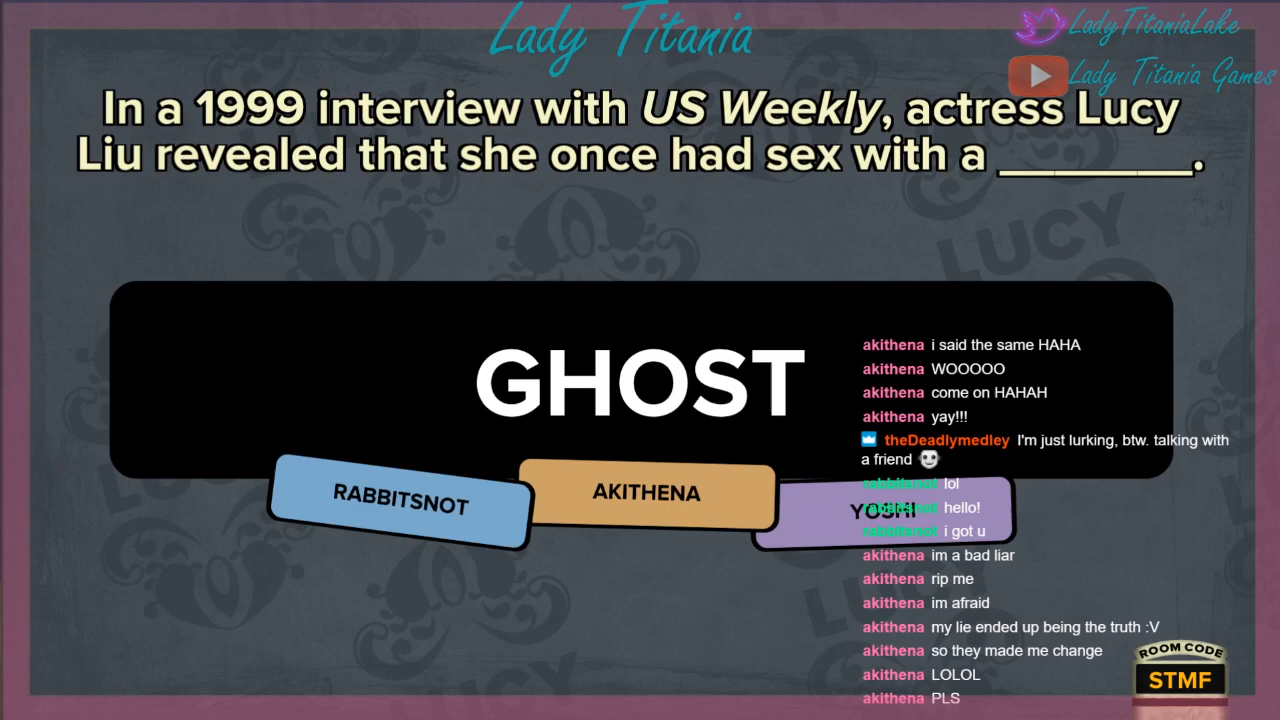 Lady Titania
LadyTitaniaLake
Lady Titania Games
In a 1999 interview with US Weekly, actress Lucy
Liu revealed that she once had sex with a ________.
LUCY
GHOST
RABBITSNOT
AKITHENA
YOSHI
akithena i said the same HAHA
akithena WOOOOO
akithena come on HAHAH
akithena yay!!!
theDeadlymedley I'm just lurking, btw. talking with
a friend
rabbitsnot lol
rabbitsnot hello!
rabbitsnot i got u
akithena im a bad liar
akithena rip me
akithena im afraid
akithena my lie ended up being the truth :V
akithena so they made me change
akithena LOLOL
akithena PLS
LUCY
LUCY
ROOM CODE
STMF